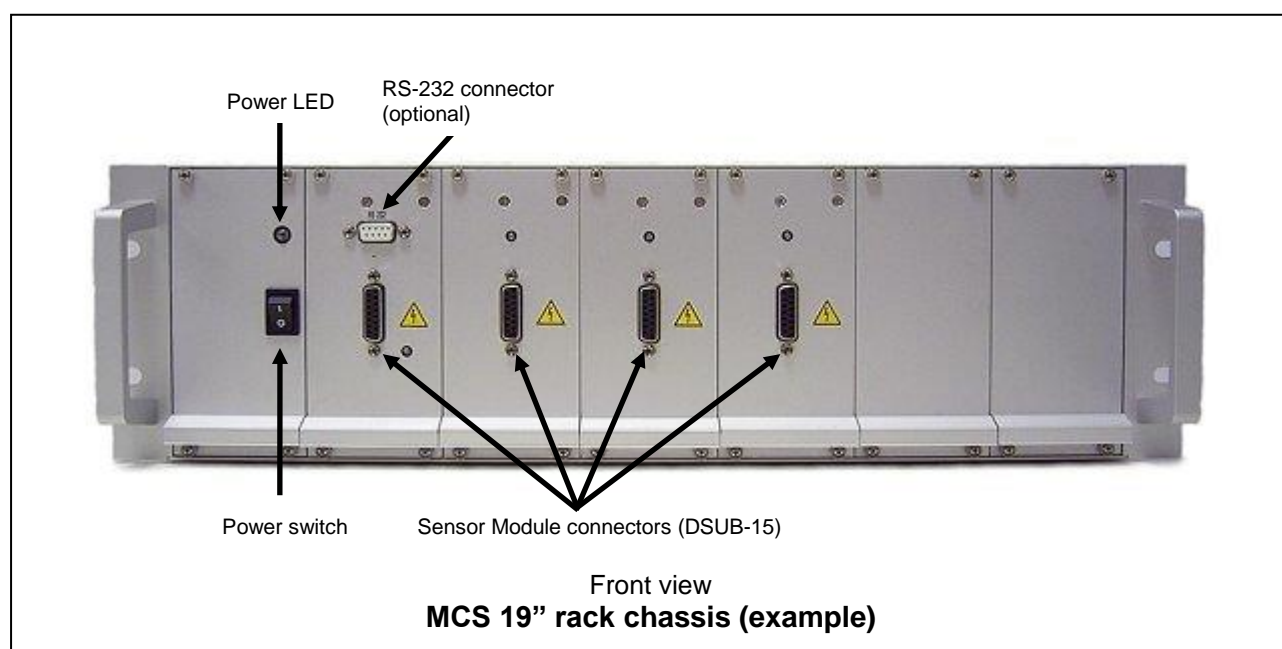 Power LED
RS-232 connector
(optional)
Power switch
Sensor Module connectors (DSUB-15)
Front view
MCS 19” rack chassis (example)